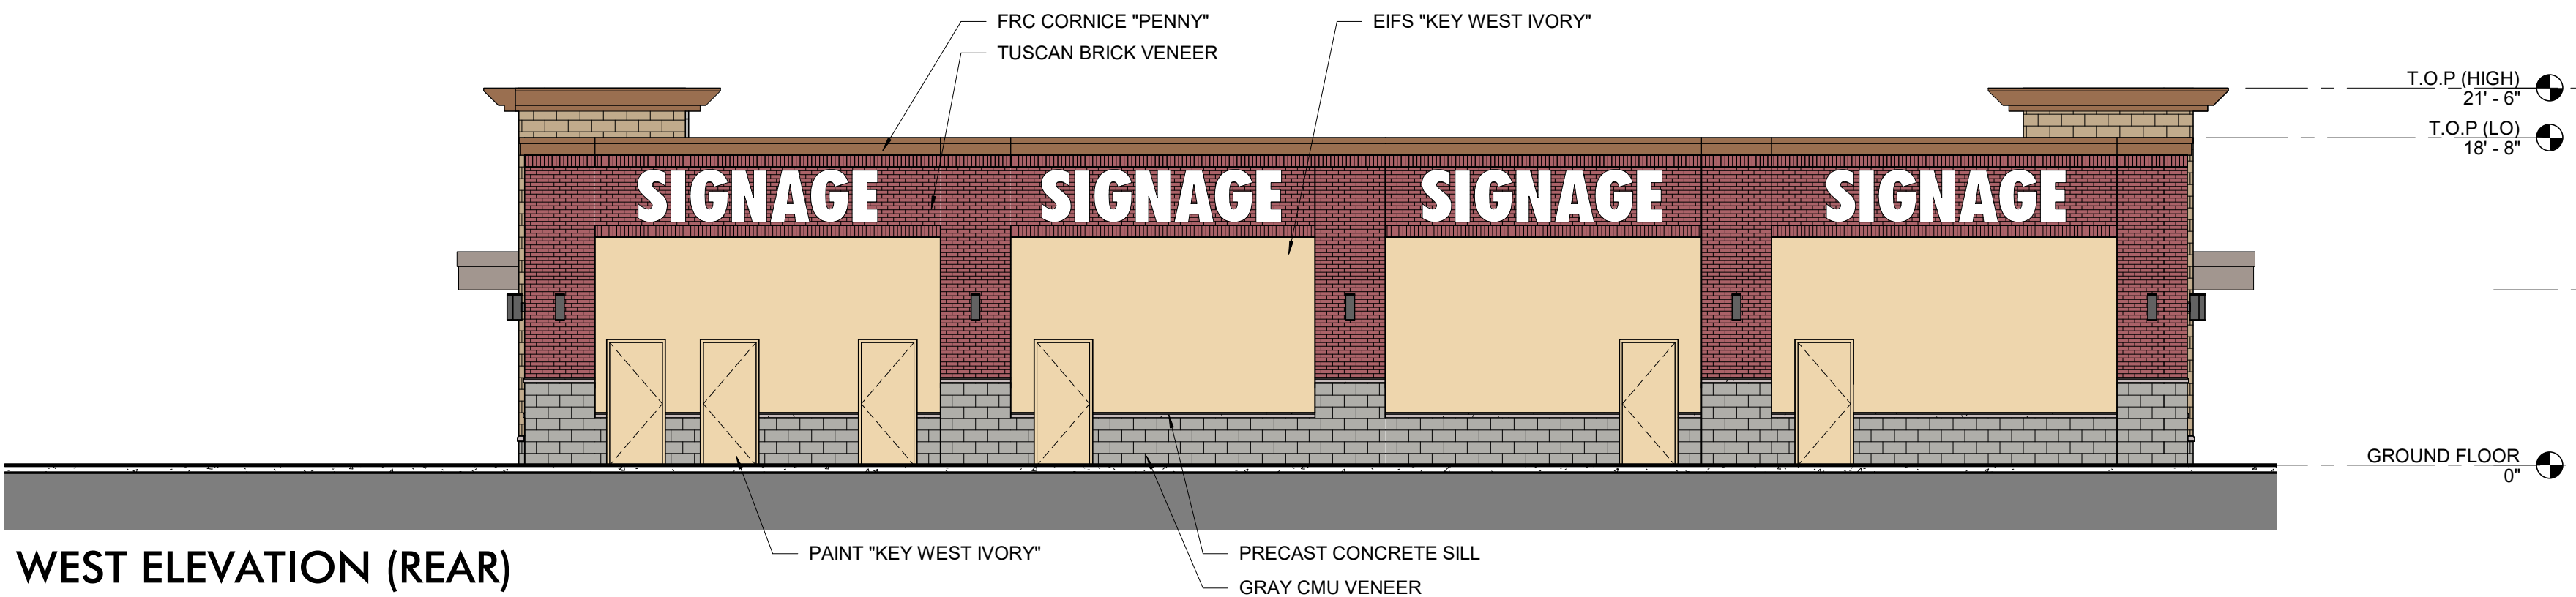 FRC CORNICE "PENNY"
EIFS "KEY WEST IVORY"
TUSCAN BRICK VENEER
T.O.P (HIGH)
21' - 6"
T.O.P (LO)
18' - 8"
SIGNAGE SIGNAGE SIGNAGE SIGNAGE
GROUND FLOOR
0"
PAINT "KEY WEST IVORY"
PRECAST CONCRETE SILL
GRAY CMU VENEER
WEST ELEVATION (REAR)